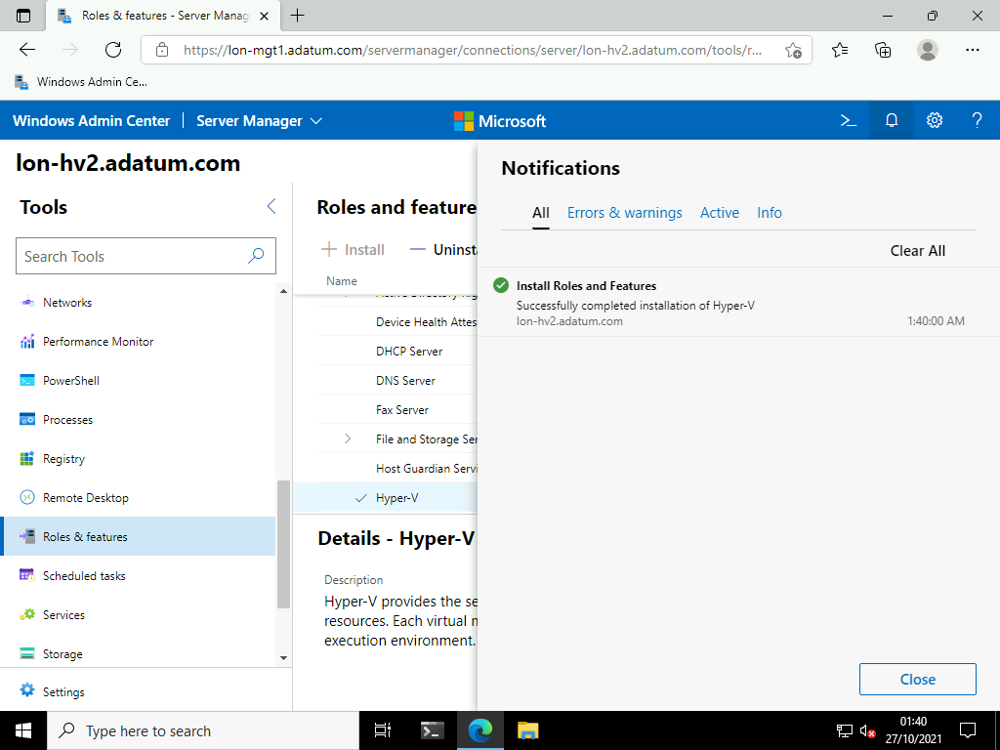 Roles & features - Server Manag
https://lon-mgt1.adatum.com/servermanager/connections/server/lon-hv2.adatum.com/tools/r...
Windows Admin Ce...
Windows Admin Center
Server Manager
Microsoft
?
lon-hv2.adatum.com
Tools
Search Tools
Networks
Performance Monitor
PowerShell
Processes
Registry
Remote Desktop
Roles & features
Scheduled tasks
Services
Storage
Settings
Roles and feature
Install
Uninsta
Name
Device Health Attes
DHCP Server
DNS Server
Fax Server
File and Storage Ser
Host Guardian Servi
Hyper-V
Details - Hyper-V
Description
Hyper-V provides the se
resources. Each virtual m
execution environment.
Notifications
All Errors & warnings Active Info
Clear All
Install Roles and Features
Successfully completed installation of Hyper-V
lon-hv2.adatum.com 1:40:00 AM
Close
Type here to search
01:40
27/10/2021